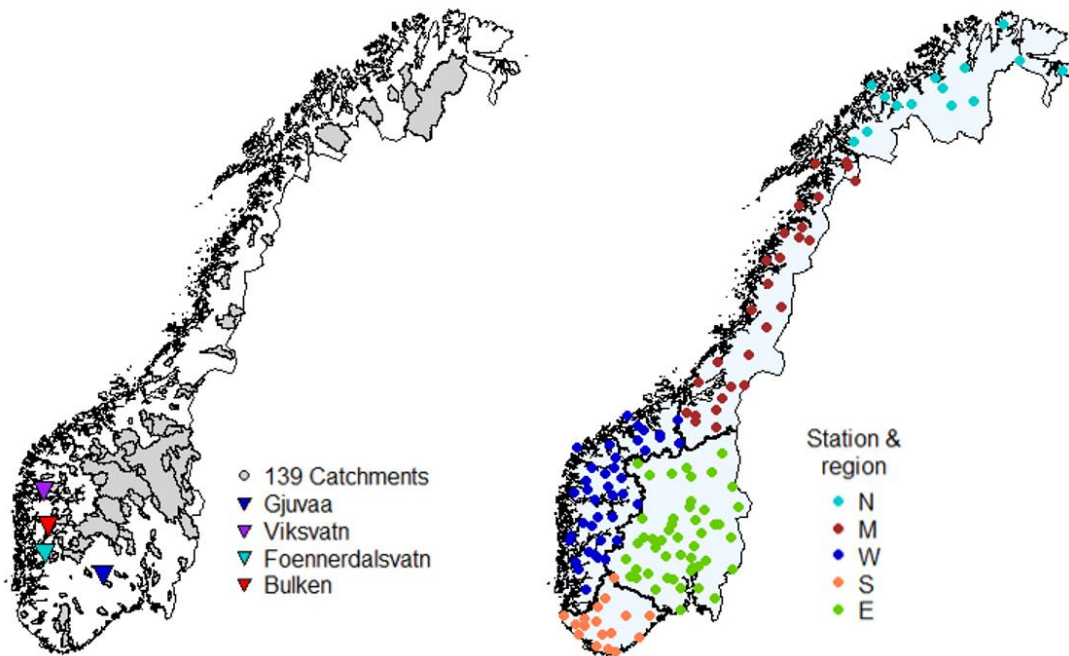 139 Catchments
Gjuvaa
Viksvatn
Foennerdalsvatn
Bulken
Station &
region
N
M
W
S
E